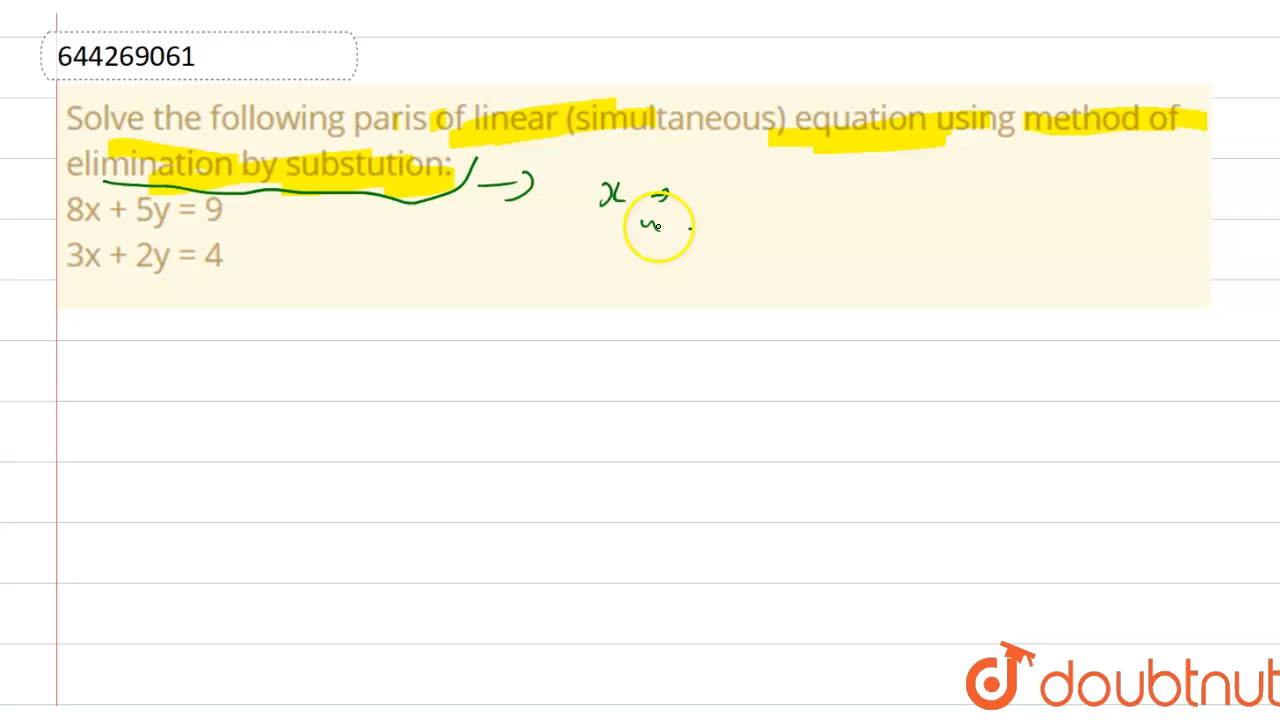 644269061
Solve the following paris of linear (simultaneous) equation using method of
elimination by substution:
8x + 5y = 9
3x + 2y = 4
x →
doubtnut